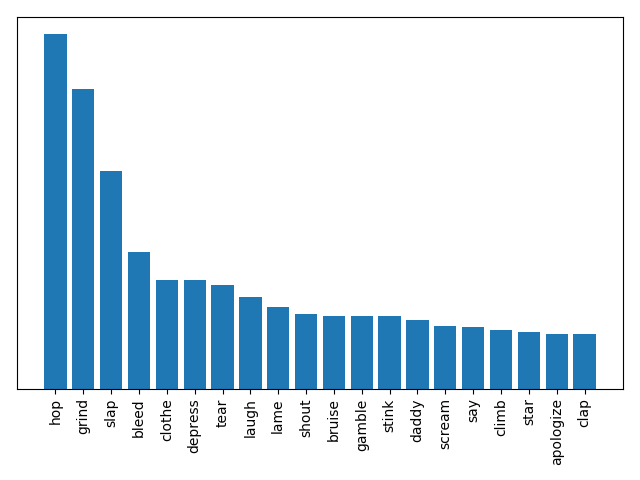 hop
grind
slap
bleed
clothe
depress
tear
laugh
lame
shout
bruise
gamble
stink
daddy
scream
say
climb
star
apologize
clap